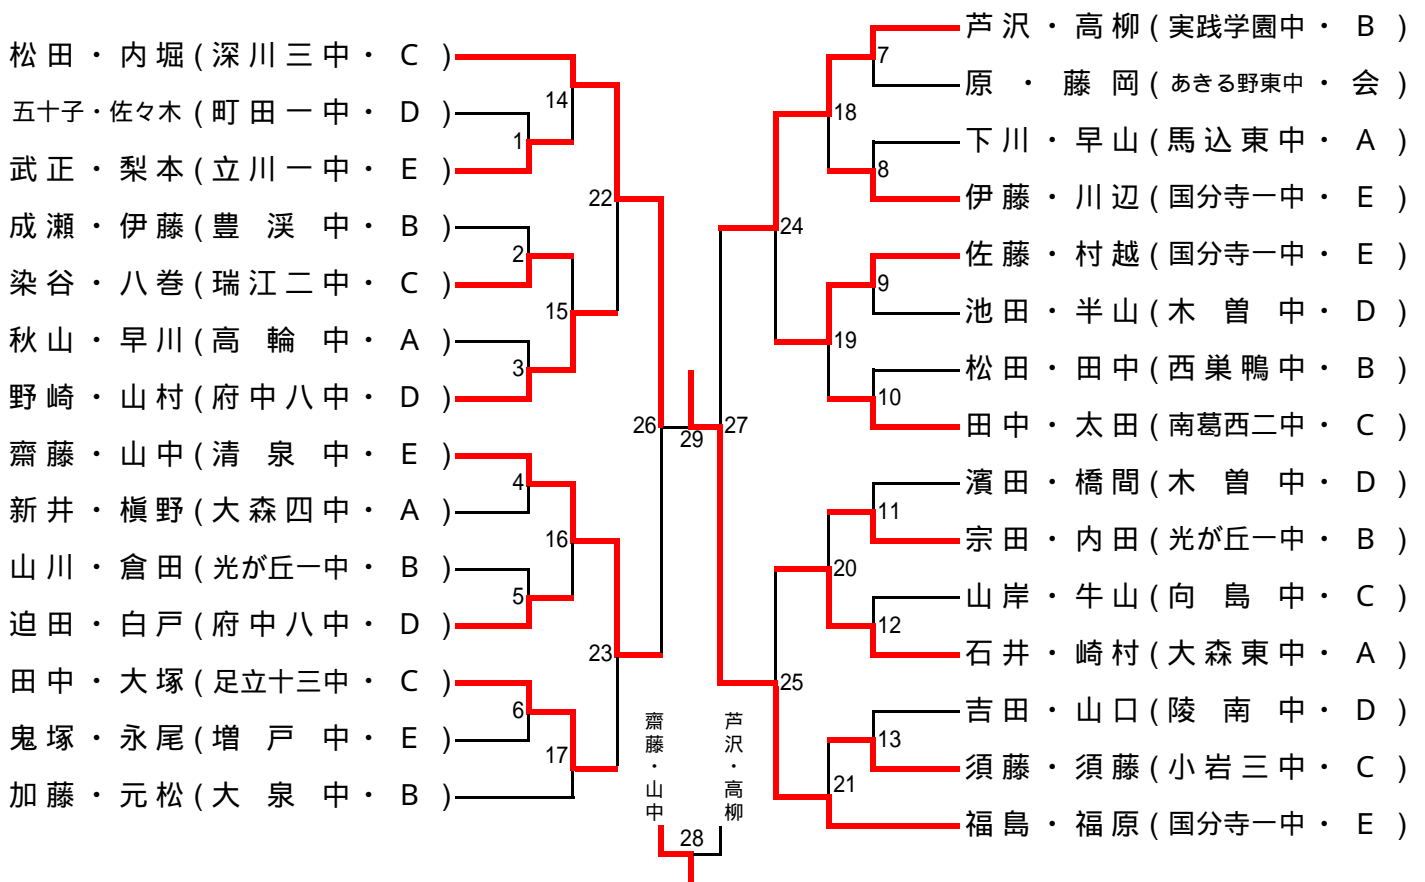 松田・内堀(深川三中・C)
五十子・佐々木(町田一中・D)
武正・梨本(立川一中・E)
成瀬・伊藤(豊渓中・B)
染谷・八巻(瑞江二中・C)
秋山・早川(高輪中・A)
野崎・山村(府中八中・D)
齋藤・山中(清泉中・E)
新井・槇野(大森四中・A)
山川・倉田(光が丘一中・B)
迫田・白戸(府中八中・D)
田中・大塚(足立十三中・C)
鬼塚・永尾(増戸中・E)
加藤・元松(大泉中・B)
1
2
3
4
5
6
14
15
16
17
22
23
26
29
27
齋藤・山中
芦沢・高柳
28
24
25
18
19
20
21
7
8
9
10
11
12
13
芦沢・高柳(実践学園中・B)
原・藤岡(あきる野東中・会)
下川・早山(馬込東中・A)
伊藤・川辺(国分寺一中・E)
佐藤・村越(国分寺一中・E)
池田・半山(木曽中・D)
松田・田中(西巣鴨中・B)
田中・太田(南葛西二中・C)
濱田・橋間(木曽中・D)
宗田・内田(光が丘一中・B)
山岸・牛山(向島中・C)
石井・崎村(大森東中・A)
吉田・山口(陵南中・D)
須藤・須藤(小岩三中・C)
福島・福原(国分寺一中・E)